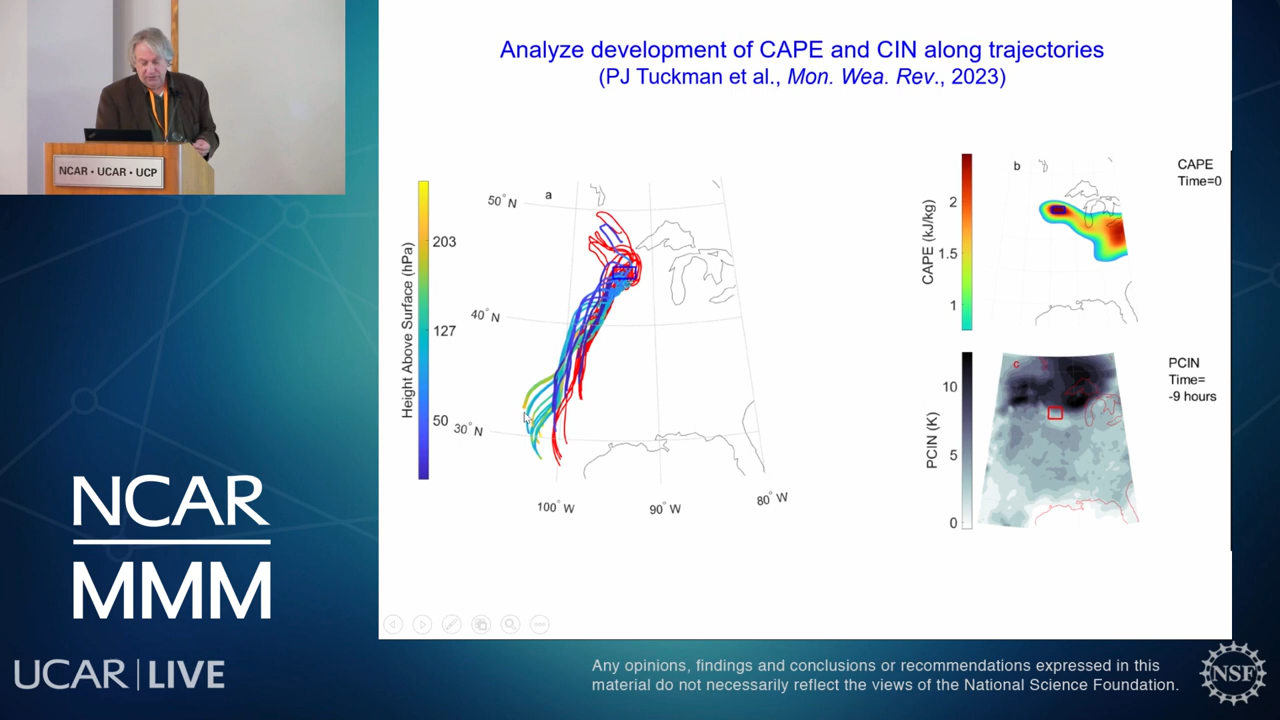 NCAR • UCAR • UCP
Analyze development of CAPE and CIN along trajectories
(PJ Tuckman et al., Mon. Wea. Rev., 2023)
Height Above Surface (hPa)
203
127
50
a
50° N
40° N
30° N
100° W
90° W
80° W
b
CAPE
Time=0
CAPE (kJ/kg)
2
1.5
1
c
PCIN
Time=
-9 hours
PCIN (K)
10
5
0
NCAR
MMM
UCAR | LIVE
Any opinions, findings and conclusions or recommendations expressed in this
material do not necessarily reflect the views of the National Science Foundation.
NSF